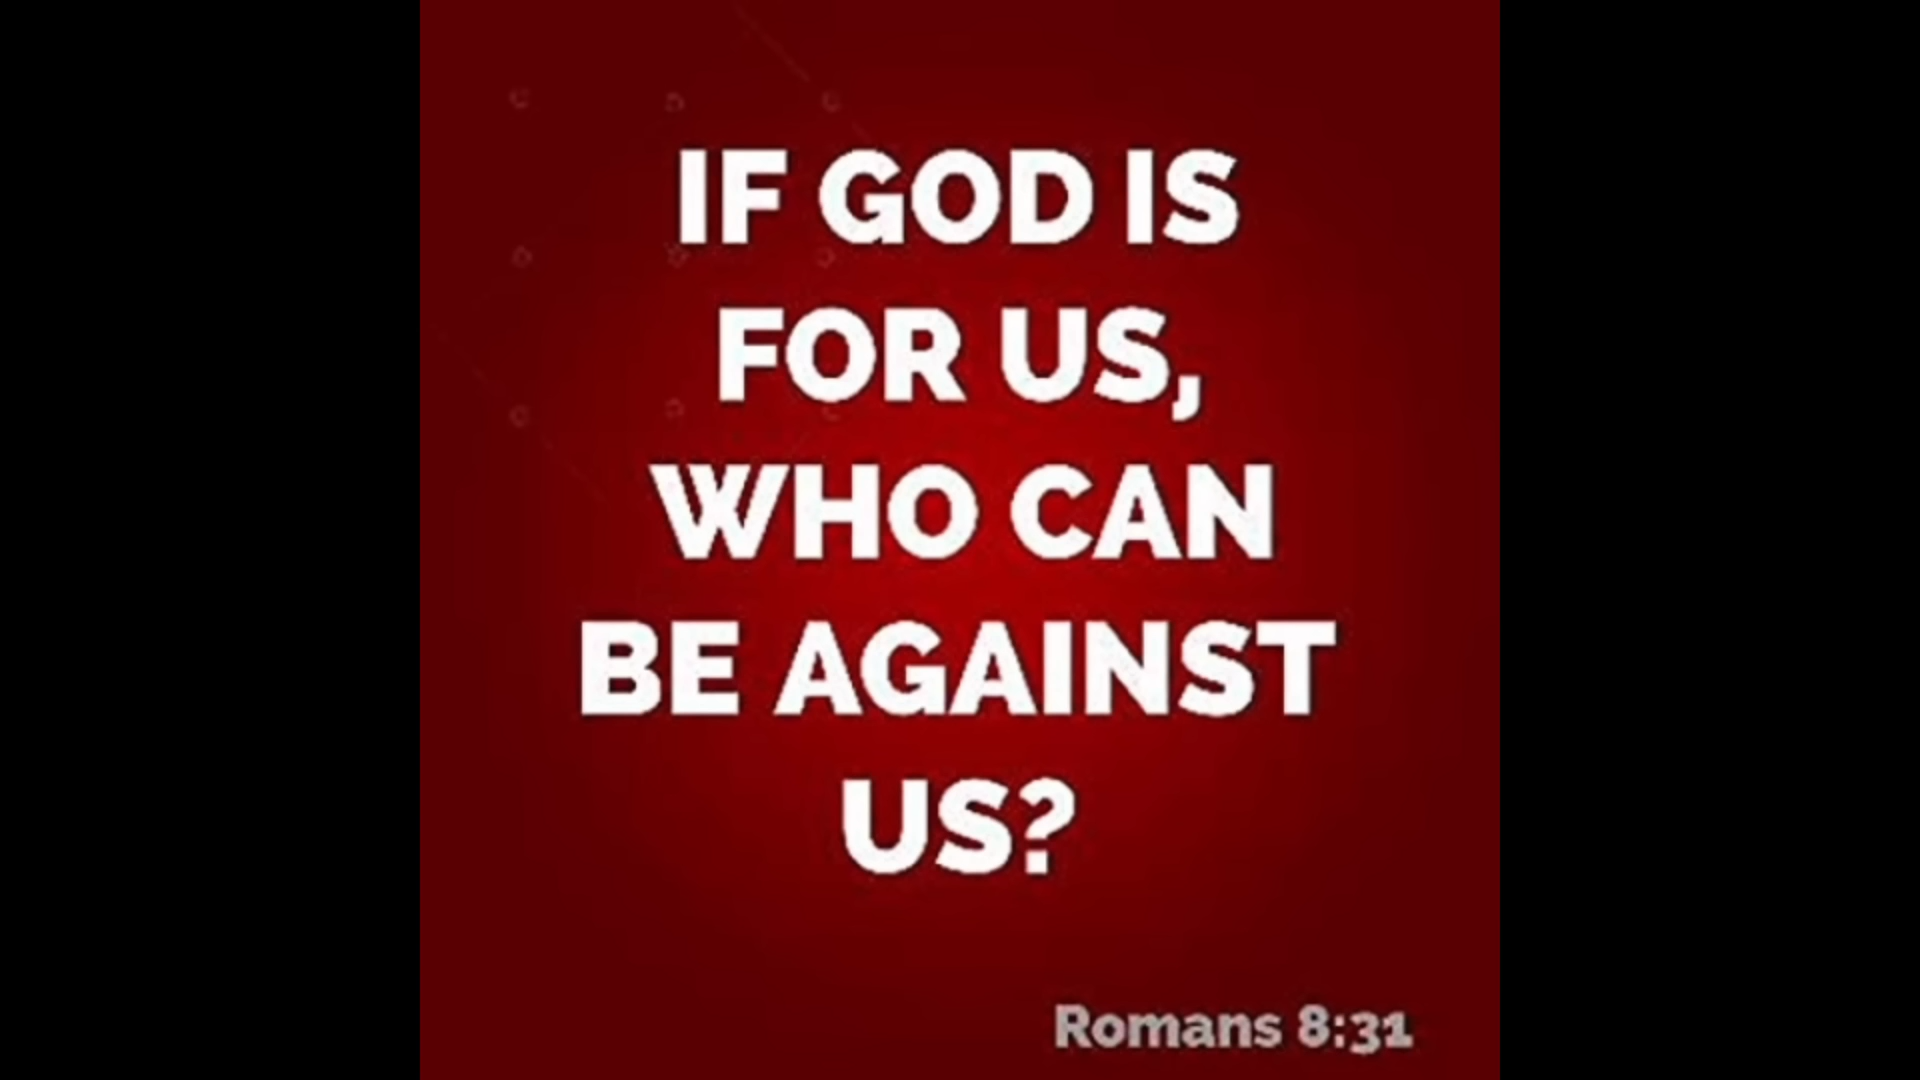 IF GOD IS
FOR US,
WHO CAN
BE AGAINST
US?
Romans 8:31